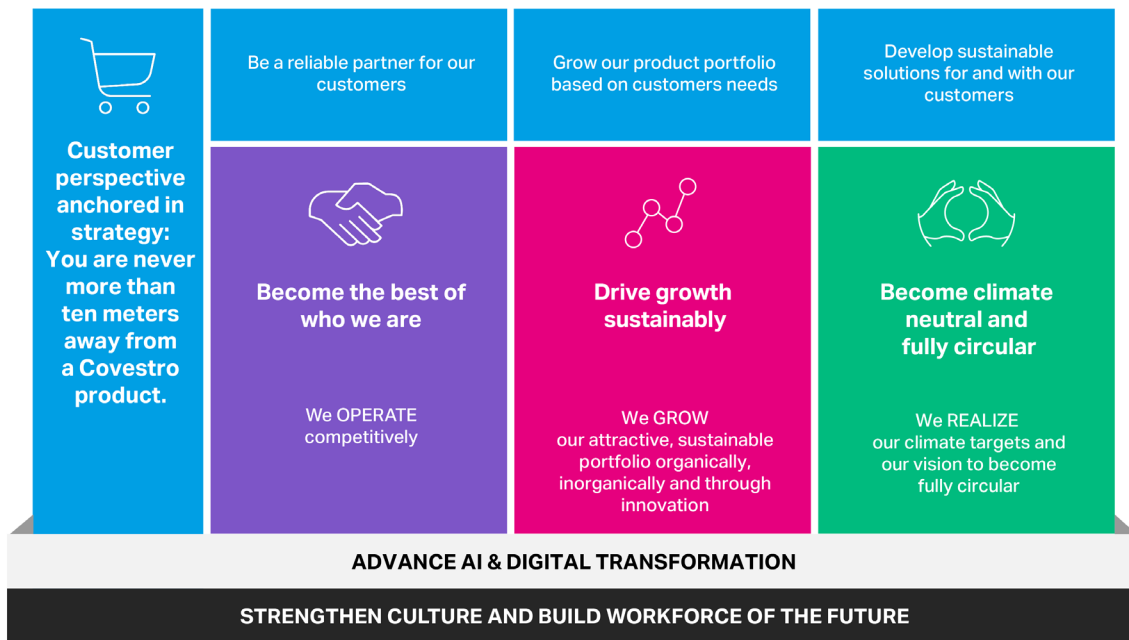 Customer
perspective
anchored in
strategy:
You are never
more than
ten meters
away from
a Covestro
product.
Be a reliable partner for our
customers
Grow our product portfolio
based on customers needs
Develop sustainable
solutions for and with our
customers
Become the best of
who we are
We OPERATE
competitively
Drive growth
sustainably
We GROW
our attractive, sustainable
portfolio organically,
inorganically and through
innovation
Become climate
neutral and
fully circular
We REALIZE
our climate targets and
our vision to become
fully circular
ADVANCE AI & DIGITAL TRANSFORMATION
STRENGTHEN CULTURE AND BUILD WORKFORCE OF THE FUTURE